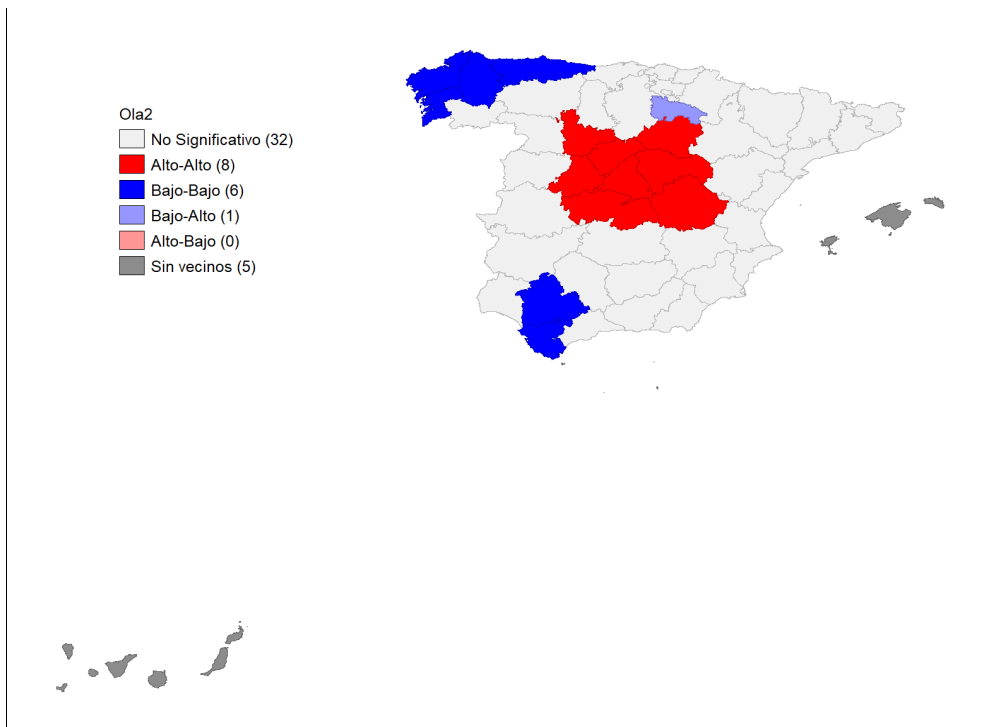 Ola2
No Significativo (32)
Alto-Alto (8)
Bajo-Bajo (6)
Bajo-Alto (1)
Alto-Bajo (0)
Sin vecinos (5)